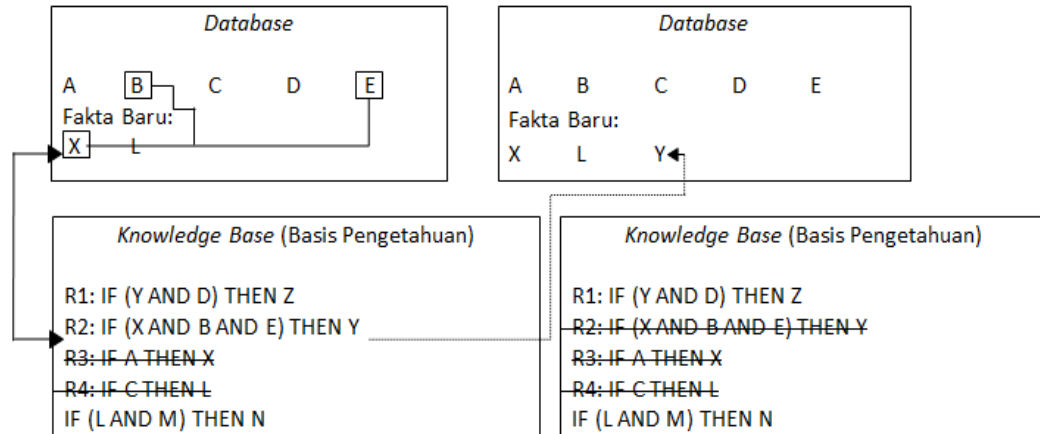 Database
A B C D E
Fakta Baru:
X L
Database
A B C D E
Fakta Baru:
X L Y
Knowledge Base (Basis Pengetahuan)
R1: IF (Y AND D) THEN Z
R2: IF (X AND B AND E) THEN Y
R3: IF A THEN X
R4: IF C THEN L
IF (L AND M) THEN N
Knowledge Base (Basis Pengetahuan)
R1: IF (Y AND D) THEN Z
R2: IF (X AND B AND E) THEN Y
R3: IF A THEN X
R4: IF C THEN L
IF (L AND M) THEN N